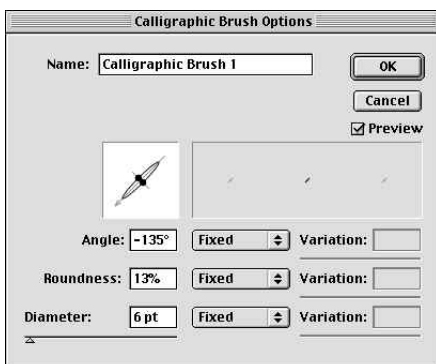 Calligraphic Brush Options
Name: Calligraphic Brush 1
OK
Cancel
Preview
Angle: -135° Fixed Variation:
Roundness: 13% Fixed Variation:
Diameter: 6 pt Fixed Variation: